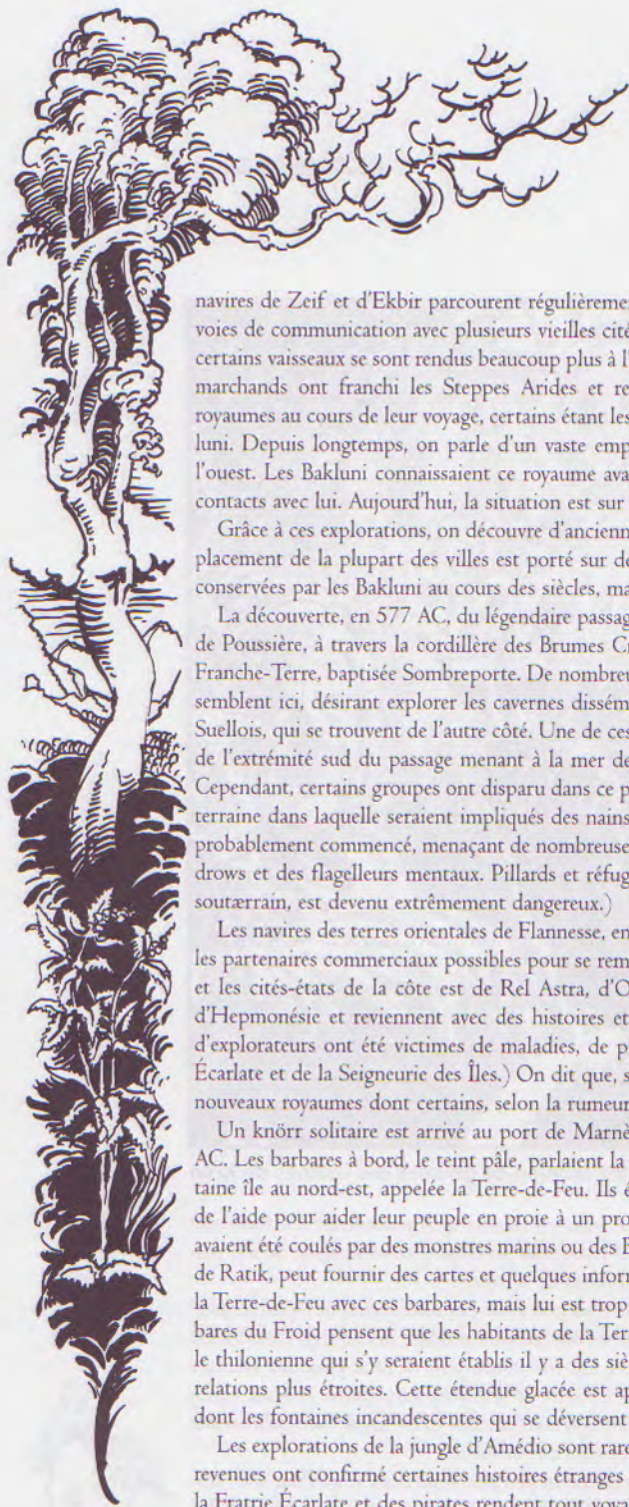 navires de Zeif et d'Ekbir parcourent régulièremen
voies de communication avec plusieurs vieilles cité
certains vaisseaux se sont rendus beaucoup plus à l'
marchands ont franchi les Steppes Arides et re
royaumes au cours de leur voyage, certains étant les
luni. Depuis longtemps, on parle d'un vaste emp
l'ouest. Les Bakluni connaissaient ce royaume ava
contacts avec lui. Aujourd'hui, la situation est sur
Grâce à ces explorations, on découvre d'ancienn
placement de la plupart des villes est porté sur de
conservées par les Bakluni au cours des siècles, ma
La découverte, en 577 AC, du légendaire passag
de Poussière, à travers la cordillère des Brumes Cr
Franche-Terre, baptisée Sombreporte. De nombreu
semblent ici, désirant explorer les cavernes dissém
Suellois, qui se trouvent de l'autre côté. Une de ces
de l'extrémité sud du passage menant à la mer de
Cependant, certains groupes ont disparu dans ce p
terraine dans laquelle seraient impliqués des nains
probablement commencé, menaçant de nombreuse
drows et des flagelleurs mentaux. Pillards et réfug
soutærrain, est devenu extrêmement dangereux.)
Les navires des terres orientales de Flannesse, en
les partenaires commerciaux possibles pour se rem
et les cités-états de la côte est de Rel Astra, d'O
d'Hepmonésie et reviennent avec des histoires et
d'explorateurs ont été victimes de maladies, de p
Écarlate et de la Seigneurie des Îles.) On dit que, s
nouveaux royaumes dont certains, selon la rumeur
Un knörr solitaire est arrivé au port de Marnè
AC. Les barbares à bord, le teint pâle, parlaient la
taine île au nord-est, appelée la Terre-de-Feu. Ils é
de l'aide pour aider leur peuple en proie à un pro
avaient été coulés par des monstres marins ou des B
de Ratik, peut fournir des cartes et quelques inform
la Terre-de-Feu avec ces barbares, mais lui est trop
bares du Froid pensent que les habitants de la Terr
le thilonienne qui s'y seraient établis il y a des siè
relations plus étroites. Cette étendue glacée est ap
dont les fontaines incandescentes qui se déversent
Les explorations de la jungle d'Amédio sont rare
revenues ont confirmé certaines histoires étranges
la Fratrie Écarlate et des pirates rendent tout voya